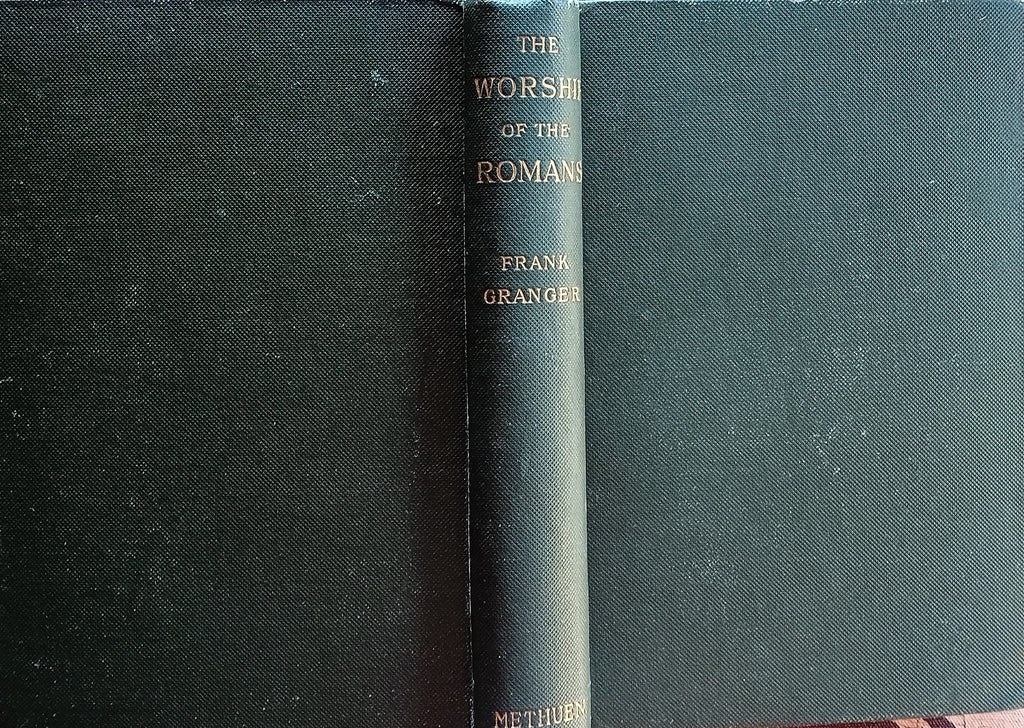 THE
WORSHIP
OF THE
ROMANS
FRANK
GRANGER
METHUEN